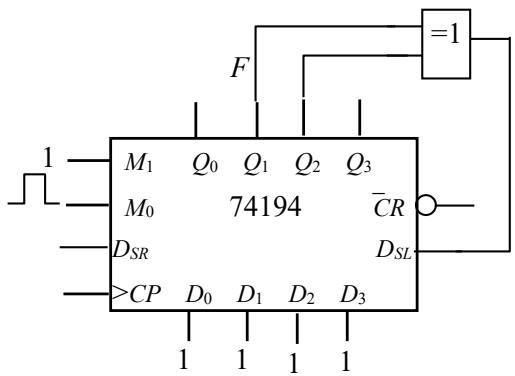 =1
F
1
M1 Q0 Q1 Q2 Q3
M0 74194 C̅R
DSR DSL
>CP D0 D1 D2 D3
1 1 1 1